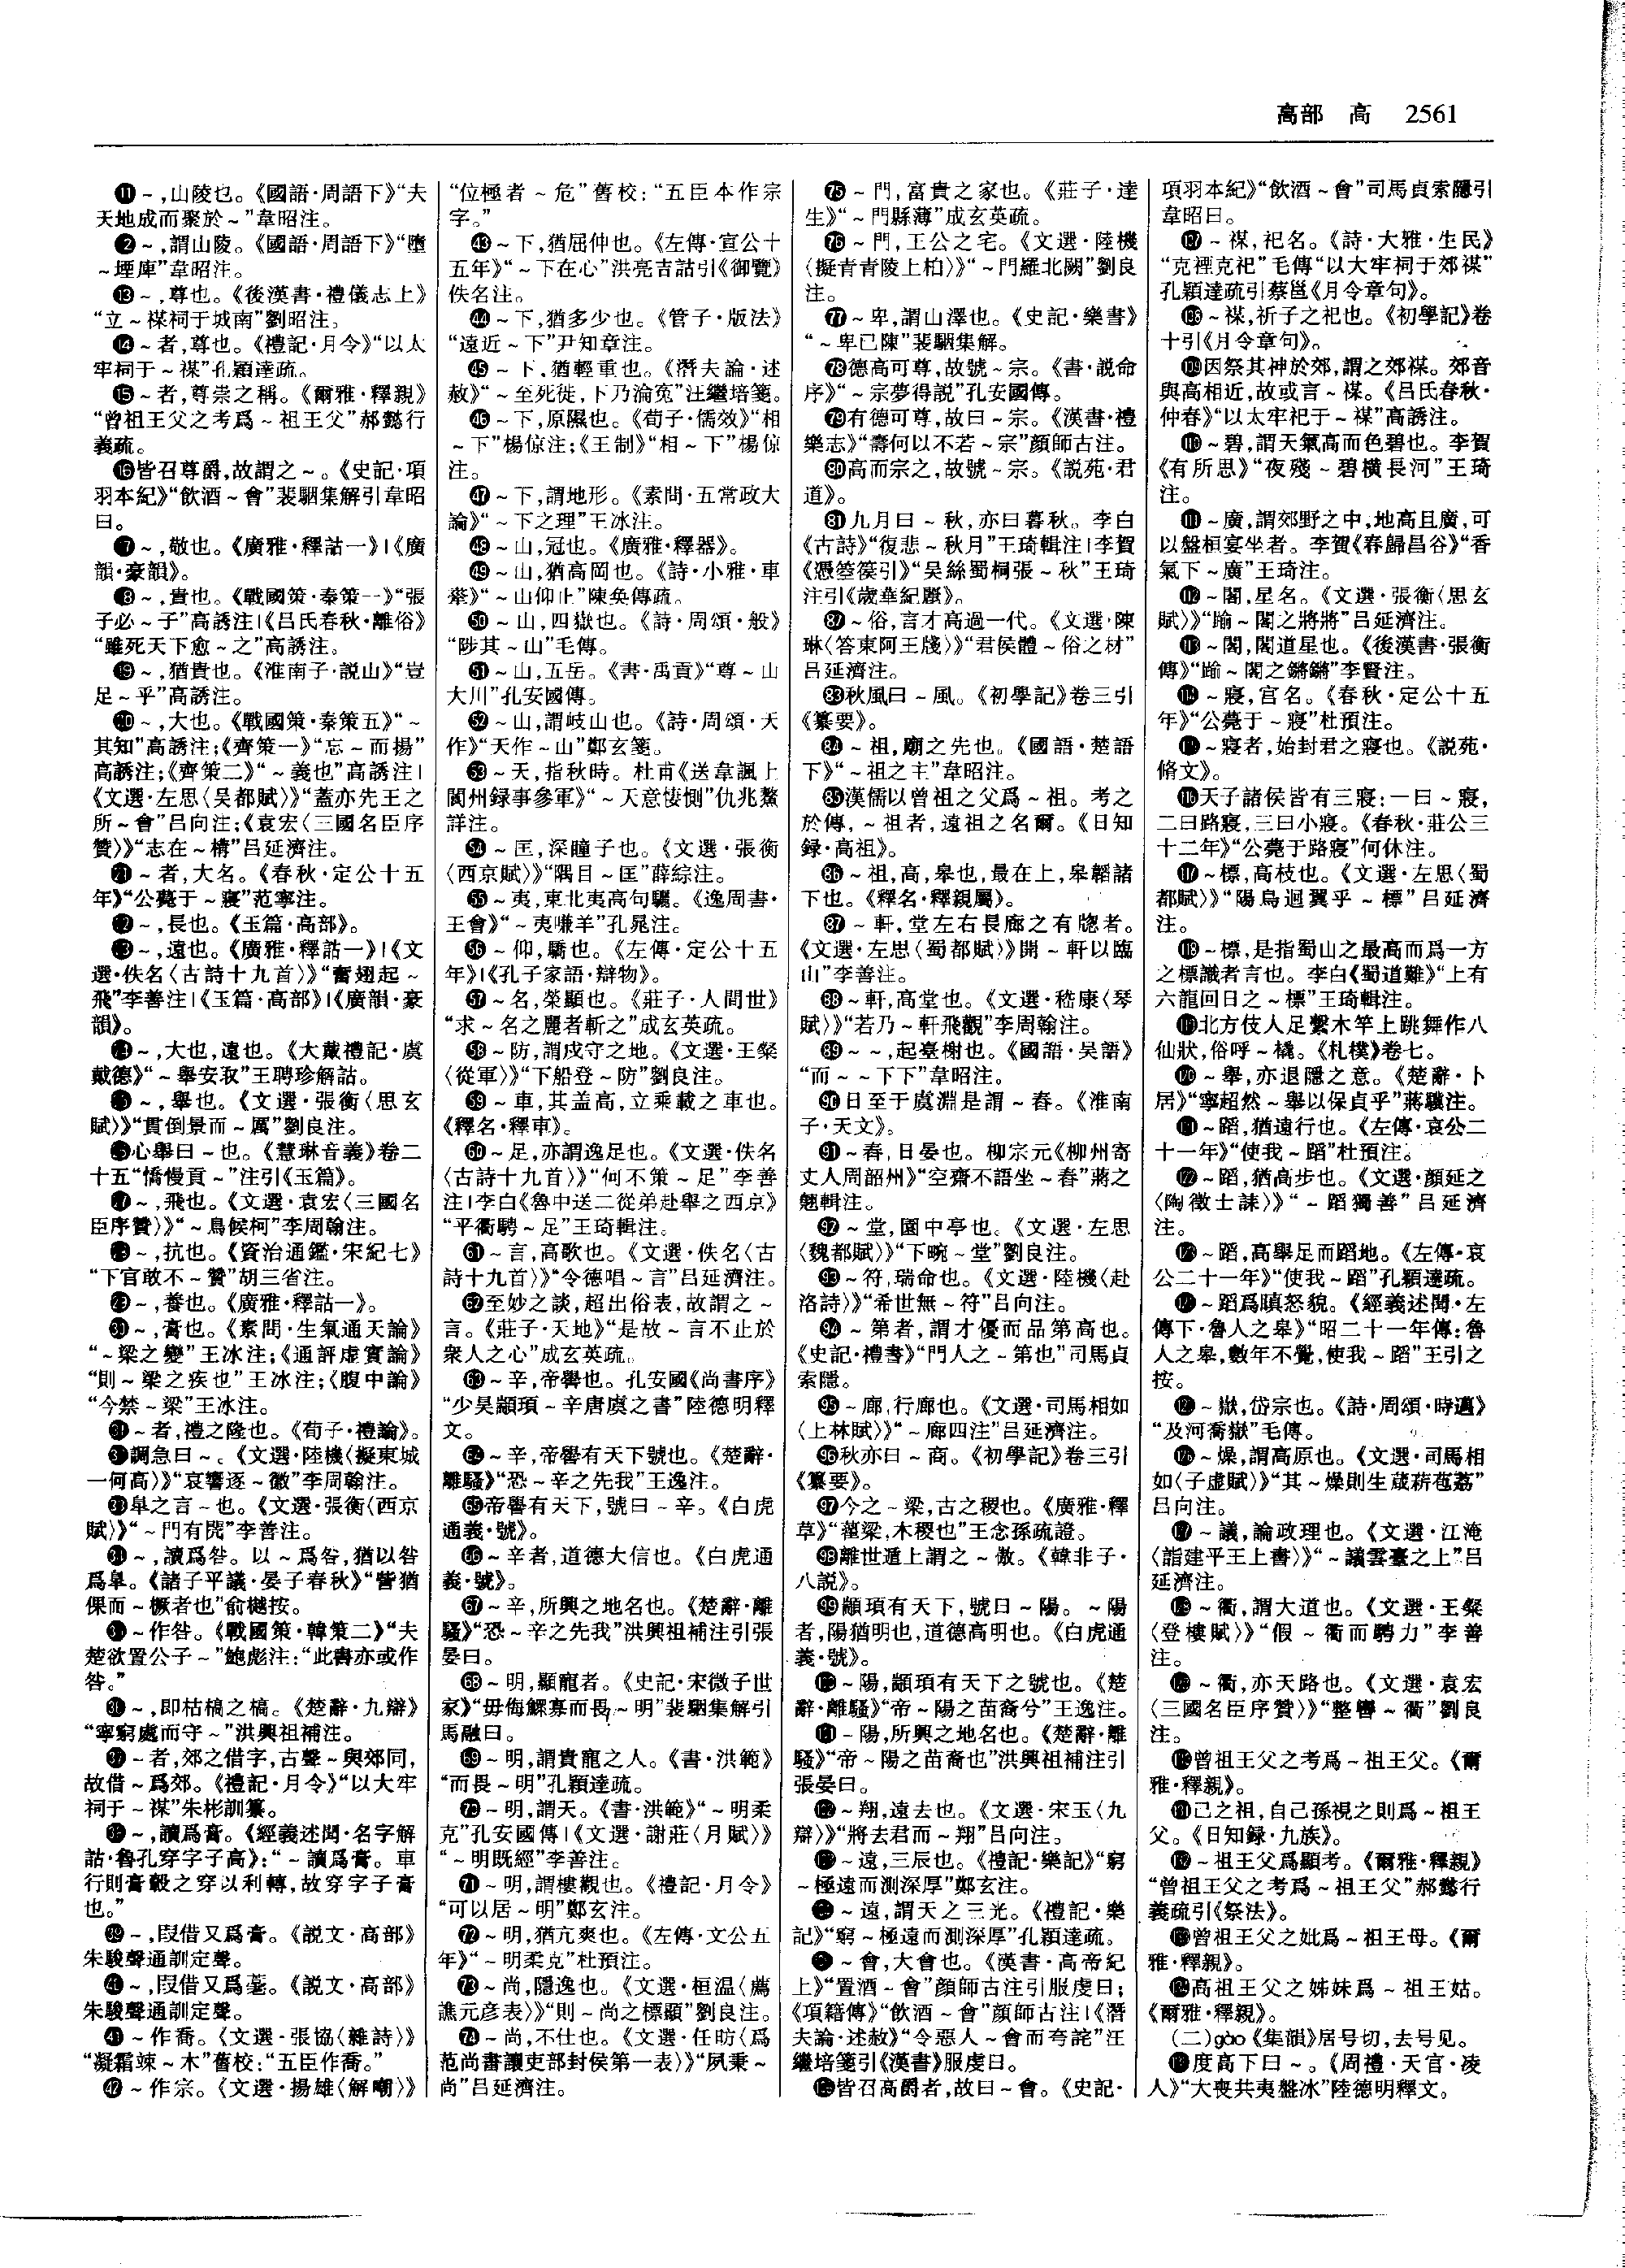 高部 高 2561
⓫～,山陵也。《國語·周語下》“夫
天地成而聚於～”韋昭注。
⓬～,謂山陵。《國語·周語下》“墮
～堙庫”韋昭注。
⓭～,尊也。《後漢書·禮儀志上》
“立～禖祠于城南”劉昭注。
⓮～者,尊也。《禮記·月令》“以太
牢祠于～禖”孔穎達疏。
⓯～者,尊崇之稱。《爾雅·釋親》
“曾祖王父之考爲～祖王父”郝懿行
義疏。
⓰皆召尊爵,故謂之～。《史記·項
羽本紀》“飲酒～會”裴駰集解引韋昭
曰。
⓱～,敬也。《廣雅·釋詁一》|《廣
韻·豪韻》。
⓲～,貴也。《戰國策·秦策一》“張
子必～子”高誘注|《吕氏春秋·離俗》
“雖死天下愈～之”高誘注。
⓳～,猶貴也。《淮南子·説山》“豈
足～乎”高誘注。
⓴～,大也。《戰國策·秦策五》“～
其知”高誘注;《齊策一》“忘～而揚”
高誘注;《齊策二》“～義也”高誘注|
《文選·左思〈吴都賦〉》“蓋亦先王之
所～會”吕向注;《袁宏〈三國名臣序
贊〉》“志在～構”吕延濟注。
㉑～者,大名。《春秋·定公十五
年》“公薨于～寢”范寧注。
㉒～,長也。《玉篇·高部》。
㉓～,遠也。《廣雅·釋詁一》|《文
選·佚名〈古詩十九首〉》“奮翅起～
飛”李善注|《玉篇·高部》|《廣韻·豪
韻》。
㉔～,大也,遠也。《大戴禮記·虞
戴德》“～舉安取”王聘珍解詁。
㉕～,舉也。《文選·張衡〈思玄
賦〉》“貫倒景而～厲”劉良注。
㉖心舉曰～也。《慧琳音義》卷二
十五“憍慢貢～”注引《玉篇》。
㉗～,飛也。《文選·袁宏〈三國名
臣序贊〉》“～鳥候柯”李周翰注。
㉘～,抗也。《資治通鑑·宋紀七》
“下官敢不～贊”胡三省注。
㉙～,養也。《廣雅·釋詁一》。
㉚～,膏也。《素問·生氣通天論》
“～梁之變”王冰注;《通評虚實論》
“則～梁之疾也”王冰注;《腹中論》
“今禁～梁”王冰注。
㉛～者,禮之隆也。《荀子·禮論》。
㉜調急曰～。《文選·陸機〈擬東城
一何高〉》“哀響逐～徽”李周翰注。
㉝皐之言～也。《文選·張衡〈西京
賦〉》“～門有閌”李善注。
㉞～,讀爲咎。以～爲咎,猶以咎
爲皐。《諸子平議·晏子春秋》“皆猶
倮而～橛者也”俞樾按。
㉟～作咎。《戰國策·韓策二》“夫
楚欲置公子～”鮑彪注:“此書亦或作
咎。”
㊱～,即枯槁之槁。《楚辭·九辯》
“寧窮處而守～”洪興祖補注。
㊲～者,郊之借字,古聲～與郊同,
故借～爲郊。《禮記·月令》“以大牢
祠于～禖”朱彬訓纂。
㊳～,讀爲膏。《經義述聞·名字解
詁·魯孔穿字子高》:“～讀爲膏。車
行則膏轂之穿以利轉,故穿字子膏
也。”
㊴～,叚借又爲膏。《説文·高部》
朱駿聲通訓定聲。
㊵～,叚借又爲毫。《説文·高部》
朱駿聲通訓定聲。
㊶～作喬。《文選·張協〈雜詩〉》
“凝霜竦～木”舊校:“五臣作喬。”
㊷～作宗。《文選·揚雄〈解嘲〉》
“位極者～危”舊校:“五臣本作宗
字。”
㊸～下,猶屈伸也。《左傳·宣公十
五年》“～下在心”洪亮吉詁引《御覽》
佚名注。
㊹～下,猶多少也。《管子·版法》
“遠近～下”尹知章注。
㊺～下,猶輕重也。《潛夫論·述
赦》“～至死徙,下乃淪冤”汪繼培箋。
㊻～下,原隰也。《荀子·儒效》“相
～下”楊倞注;《王制》“相～下”楊倞
注。
㊼～下,謂地形。《素問·五常政大
論》“～下之理”王冰注。
㊽～山,冠也。《廣雅·釋器》。
㊾～山,猶高岡也。《詩·小雅·車
舝》“～山仰止”陳奂傳疏。
㊿～山,四嶽也。《詩·周頌·般》
“陟其～山”毛傳。
51～山,五岳。《書·禹貢》“尊～山
大川”孔安國傳。
52～山,謂岐山也。《詩·周頌·天
作》“天作～山”鄭玄箋。
53～天,指秋時。杜甫《送韋諷上
閬州録事參軍》“～天意悽惻”仇兆鰲
詳注。
54～匡,深瞳子也。《文選·張衡
〈西京賦〉》“隅目～匡”薛綜注。
55～夷,東北夷高句驪。《逸周書·
王會》“～夷嗛羊”孔晁注。
56～仰,驕也。《左傳·定公十五
年》|《孔子家語·辯物》。
57～名,榮顯也。《莊子·人間世》
“求～名之麗者斬之”成玄英疏。
58～防,謂戍守之地。《文選·王粲
〈從軍〉》“下船登～防”劉良注。
59～車,其蓋高,立乘載之車也。
《釋名·釋車》。
60～足,亦謂逸足也。《文選·佚名
〈古詩十九首〉》“何不策～足”李善
注|李白《魯中送二從弟赴舉之西京》
“平衢騁～足”王琦輯注。
61～言,高歌也。《文選·佚名〈古
詩十九首〉》“令德唱～言”吕延濟注。
62至妙之談,超出俗表,故謂之～
言。《莊子·天地》“是故～言不止於
衆人之心”成玄英疏。
63～辛,帝嚳也。孔安國《尚書序》
“少昊顓頊～辛唐虞之書”陸德明釋
文。
64～辛,帝嚳有天下號也。《楚辭·
離騷》“恐～辛之先我”王逸注。
65帝嚳有天下,號曰～辛。《白虎
通義·號》。
66～辛者,道德大信也。《白虎通
義·號》。
67～辛,所興之地名也。《楚辭·離
騷》“恐～辛之先我”洪興祖補注引張
晏曰。
68～明,顯寵者。《史記·宋微子世
家》“毋侮鰥寡而畏～明”裴駰集解引
馬融曰。
69～明,謂貴寵之人。《書·洪範》
“而畏～明”孔穎達疏。
70～明,謂天。《書·洪範》“～明柔
克”孔安國傳|《文選·謝莊〈月賦〉》
“～明既經”李善注。
71～明,謂樓觀也。《禮記·月令》
“可以居～明”鄭玄注。
72～明,猶亢爽也。《左傳·文公五
年》“～明柔克”杜預注。
73～尚,隱逸也。《文選·桓温〈薦
譙元彦表〉》“則～尚之標顯”劉良注。
74～尚,不仕也。《文選·任昉〈爲
范尚書讓吏部封侯第一表〉》“夙秉～
尚”吕延濟注。
75～門,富貴之家也。《莊子·達
生》“～門縣薄”成玄英疏。
76～門,王公之宅。《文選·陸機
〈擬青青陵上柏〉》“～門羅北闕”劉良
注。
77～卑,謂山澤也。《史記·樂書》
“～卑已陳”裴駰集解。
78德高可尊,故號～宗。《書·説命
序》“～宗夢得説”孔安國傳。
79有德可尊,故曰～宗。《漢書·禮
樂志》“壽何以不若～宗”顔師古注。
80高而宗之,故號～宗。《説苑·君
道》。
81九月曰～秋,亦曰暮秋。李白
《古詩》“復悲～秋月”王琦輯注|李賀
《憑箜篌引》“吴絲蜀桐張～秋”王琦
注引《歲華紀麗》。
82～俗,言才高過一代。《文選·陳
琳〈答東阿王牋〉》“君侯體～俗之材”
吕延濟注。
83秋風曰～風。《初學記》卷三引
《纂要》。
84～祖,廟之先也。《國語·楚語
下》“～祖之主”韋昭注。
85漢儒以曾祖之父爲～祖。考之
於傳,～祖者,遠祖之名爾。《日知
録·高祖》。
86～祖,高,皋也,最在上,皋韜諸
下也。《釋名·釋親屬》。
87～軒,堂左右長廊之有牕者。
《文選·左思〈蜀都賦〉》開～軒以臨
山”李善注。
88～軒,高堂也。《文選·嵇康〈琴
賦〉》“若乃～軒飛觀”李周翰注。
89～～,起臺榭也。《國語·吴語》
“而～～下下”韋昭注。
90日至于虞淵是謂～舂。《淮南
子·天文》。
91～舂,日晏也。柳宗元《柳州寄
丈人周韶州》“空齋不語坐～舂”蔣之
翹輯注。
92～堂,園中亭也。《文選·左思
〈魏都賦〉》“下畹～堂”劉良注。
93～符,瑞命也。《文選·陸機〈赴
洛詩〉》“希世無～符”吕向注。
94～第者,謂才優而品第高也。
《史記·禮書》“門人之～第也”司馬貞
索隱。
95～廊,行廊也。《文選·司馬相如
〈上林賦〉》“～廊四注”吕延濟注。
96秋亦曰～商。《初學記》卷三引
《纂要》。
97今之～梁,古之稷也。《廣雅·釋
草》“藋粱,木稷也”王念孫疏證。
98離世遁上謂之～傲。《韓非子·
八説》。
99顓頊有天下,號曰～陽。～陽
者,陽猶明也,道德高明也。《白虎通
義·號》。
100～陽,顓頊有天下之號也。《楚
辭·離騷》“帝～陽之苗裔兮”王逸注。
101～陽,所興之地名也。《楚辭·離
騷》“帝～陽之苗裔也”洪興祖補注引
張晏曰。
102～翔,遠去也。《文選·宋玉〈九
辯〉》“將去君而～翔”吕向注。
103～遠,三辰也。《禮記·樂記》“窮
～極遠而測深厚”鄭玄注。
104～遠,謂天之三光。《禮記·樂
記》“窮～極遠而測深厚”孔穎達疏。
105～會,大會也。《漢書·高帝紀
上》“置酒～會”顔師古注引服虔曰;
《項籍傳》“飲酒～會”顔師古注|《潛
夫論·述赦》“令惡人～會而夸詫”汪
繼培箋引《漢書》服虔曰。
106皆召高爵者,故曰～會。《史記·
項羽本紀》“飲酒～會”司馬貞索隱引
韋昭曰。
107～禖,祀名。《詩·大雅·生民》
“克禋克祀”毛傳“以大牢祠于郊禖”
孔穎達疏引蔡邕《月令章句》。
108～禖,祈子之祀也。《初學記》卷
十引《月令章句》。
109因祭其神於郊,謂之郊禖。郊音
與高相近,故或言～禖。《吕氏春秋·
仲春》“以太牢祀于～禖”高誘注。
110～碧,謂天氣高而色碧也。李賀
《有所思》“夜殘～碧横長河”王琦
注。
111～廣,謂郊野之中,地高且廣,可
以盤桓宴坐者。李賀《春歸昌谷》“香
氣下～廣”王琦注。
112～閣,星名。《文選·張衡〈思玄
賦〉》“踰～閣之將將”吕延濟注。
113～閣,閣道星也。《後漢書·張衡
傳》“踰～閣之鏘鏘”李賢注。
114～寢,宫名。《春秋·定公十五
年》“公薨于～寢”杜預注。
115～寢者,始封君之寢也。《説苑·
脩文》。
116天子諸侯皆有三寢:一曰～寢,
二曰路寢,三曰小寢。《春秋·莊公三
十二年》“公薨于路寢”何休注。
117～標,高枝也。《文選·左思〈蜀
都賦〉》“陽鳥迴翼乎～標”吕延濟
注。
118～標,是指蜀山之最高而爲一方
之標識者言也。李白《蜀道難》“上有
六龍回日之～標”王琦輯注。
119北方伎人足繫木竿上跳舞作八
仙狀,俗呼～橇。《札樸》卷七。
120～舉,亦退隱之意。《楚辭·卜
居》“寧超然～舉以保貞乎”蔣驥注。
121～蹈,猶遠行也。《左傳·哀公二
十一年》“使我～蹈”杜預注。
122～蹈,猶高步也。《文選·顔延之
〈陶徵士誄〉》“～蹈獨善”吕延濟
注。
123～蹈,高舉足而蹈地。《左傳·哀
公二十一年》“使我～蹈”孔穎達疏。
124～蹈爲瞋怒貌。《經義述聞·左
傳下·魯人之皋》“昭二十一年傳:魯
人之皋,數年不覺,使我～蹈”王引之
按。
125～嶽,岱宗也。《詩·周頌·時邁》
“及河喬嶽”毛傳。
126～燥,謂高原也。《文選·司馬相
如〈子虚賦〉》“其～燥則生葴菥苞荔”
吕向注。
127～議,論政理也。《文選·江淹
〈詣建平王上書〉》“～議雲臺之上”吕
延濟注。
128～衢,謂大道也。《文選·王粲
〈登樓賦〉》“假～衢而騁力”李善
注。
129～衢,亦天路也。《文選·袁宏
〈三國名臣序贊〉》“整轡～衢”劉良
注。
130曾祖王父之考爲～祖王父。《爾
雅·釋親》。
131己之祖,自己孫視之則爲～祖王
父。《日知録·九族》。
132～祖王父爲顯考。《爾雅·釋親》
“曾祖王父之考爲～祖王父”郝懿行
義疏引《祭法》。
133曾祖王父之妣爲～祖王母。《爾
雅·釋親》。
134高祖王父之姊妹爲～祖王姑。
《爾雅·釋親》。
(二)gào《集韻》居号切,去号見。
135度高下曰～。《周禮·天官·凌
人》“大喪共夷盤冰”陸德明釋文。